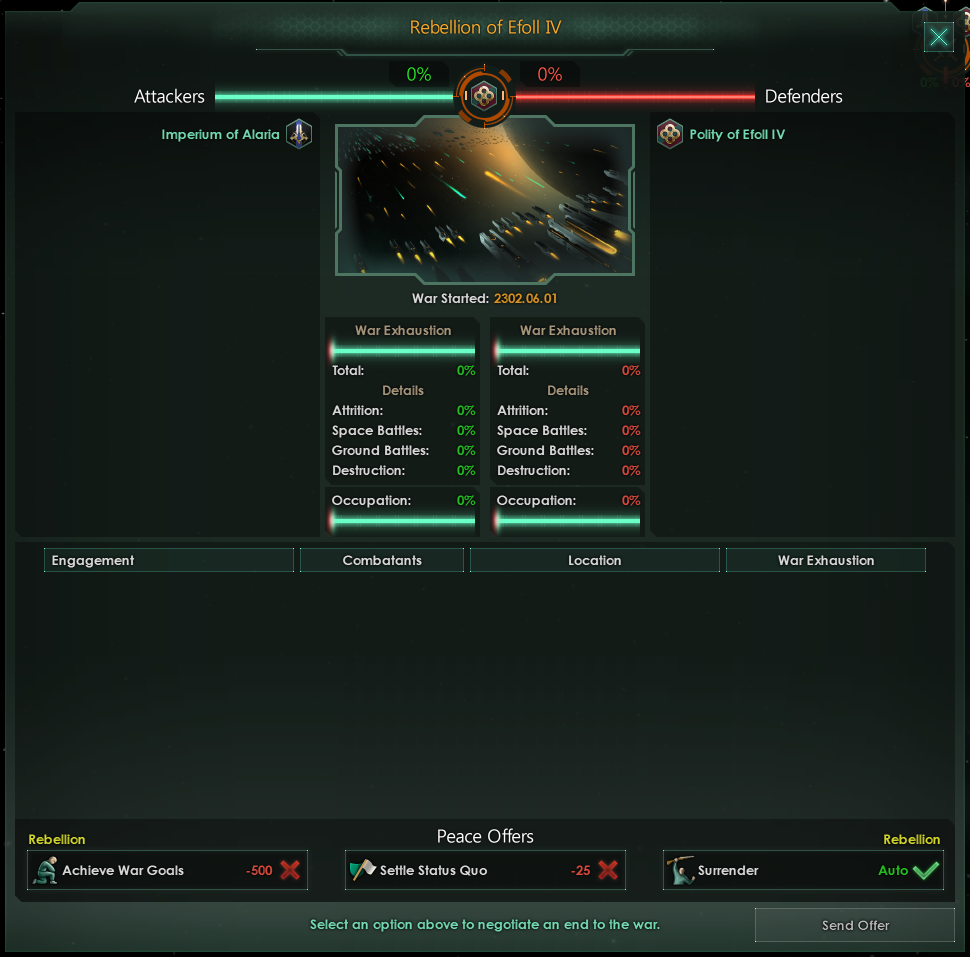 Rebellion of Efoll IV
0% 0%
Attackers Defenders
Imperium of Alaria Polity of Efoll IV
War Started: 2302.06.01
War Exhaustion War Exhaustion
Total: 0% Total: 0%
Details Details
Attrition: 0% Attrition: 0%
Space Battles: 0% Space Battles: 0%
Ground Battles: 0% Ground Battles: 0%
Destruction: 0% Destruction: 0%
Occupation: 0% Occupation: 0%
Engagement Combatants Location War Exhaustion
Peace Offers
Rebellion Rebellion
Achieve War Goals -500 Settle Status Quo -25 Surrender Auto
Select an option above to negotiate an end to the war. Send Offer